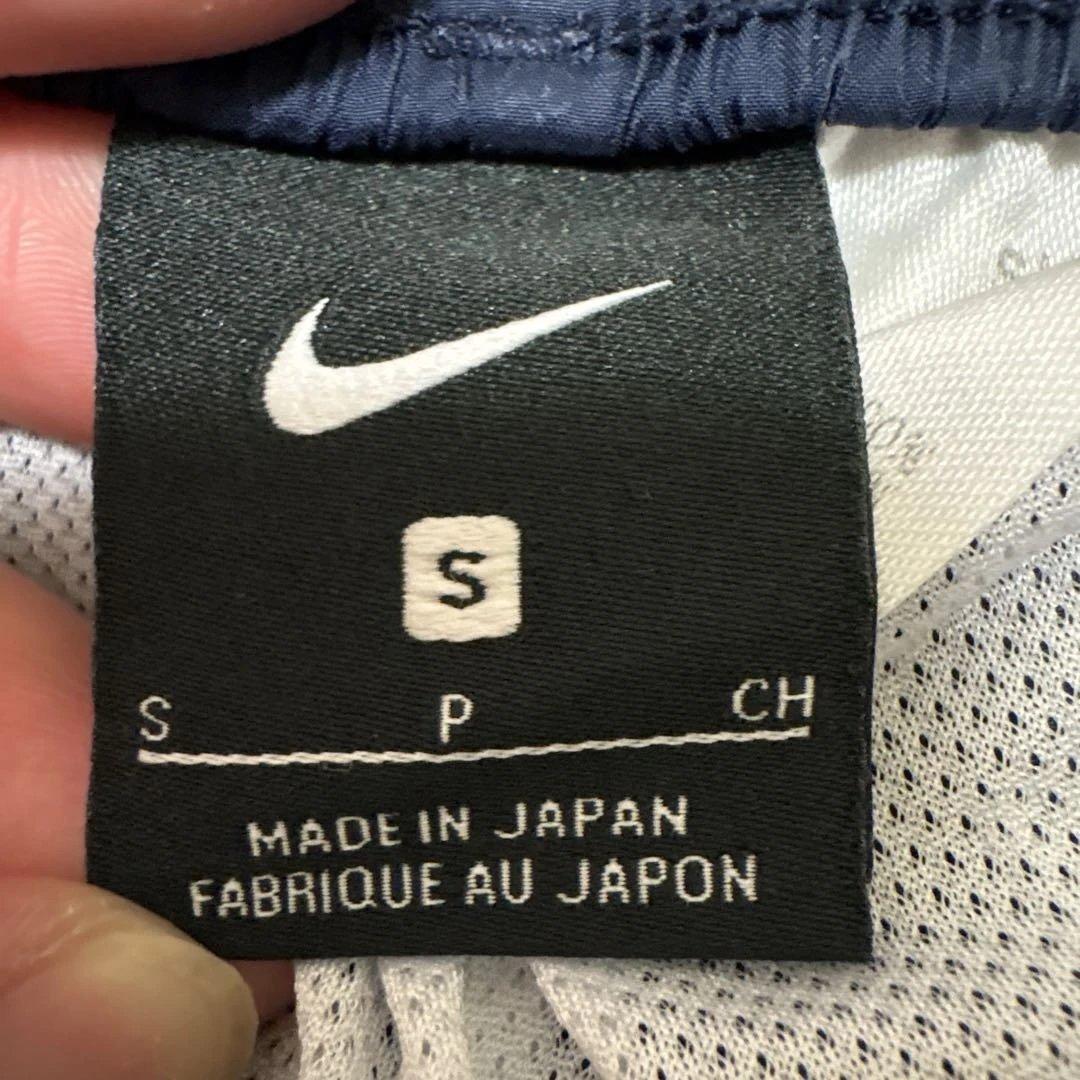 S
S P CH
MADE IN JAPAN
FABRIQUE AU JAPON